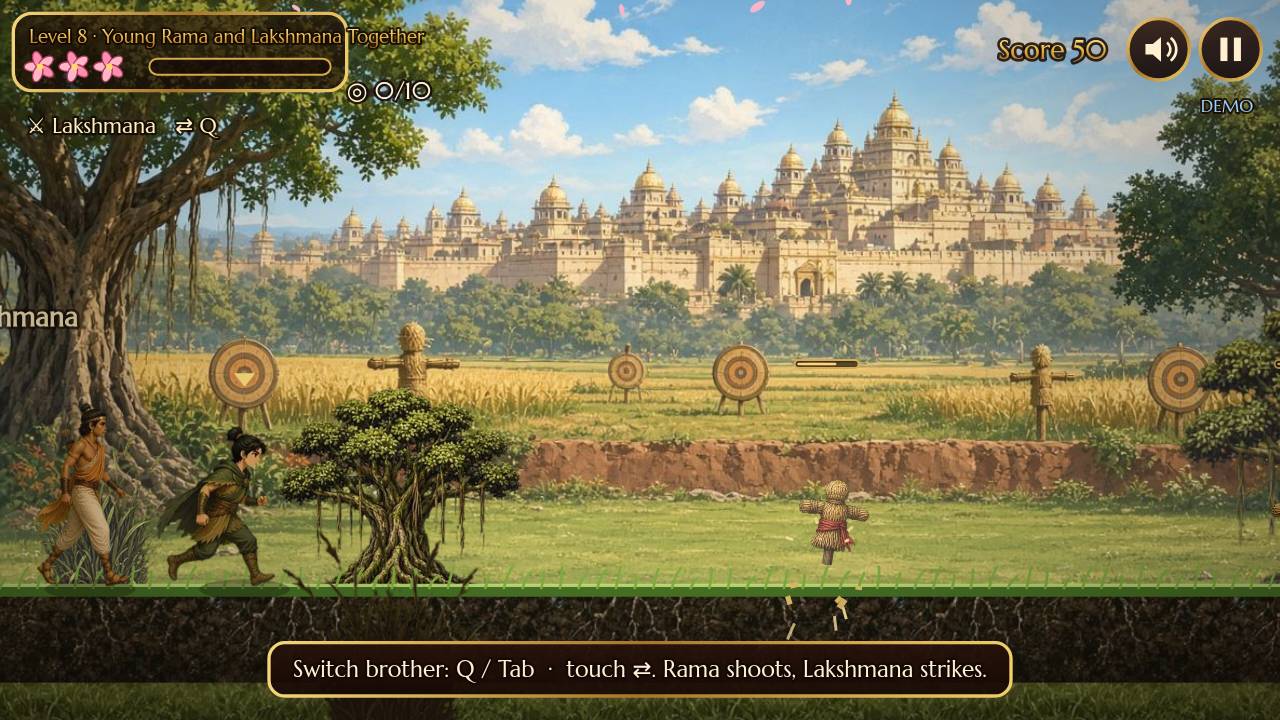 Level 8 · Young Rama and Lakshmana Together
Score 50
0/10
DEMO
⚔ Lakshmana ⇄ Q
hmana
Switch brother: Q / Tab · touch ⇄. Rama shoots, Lakshmana strikes.